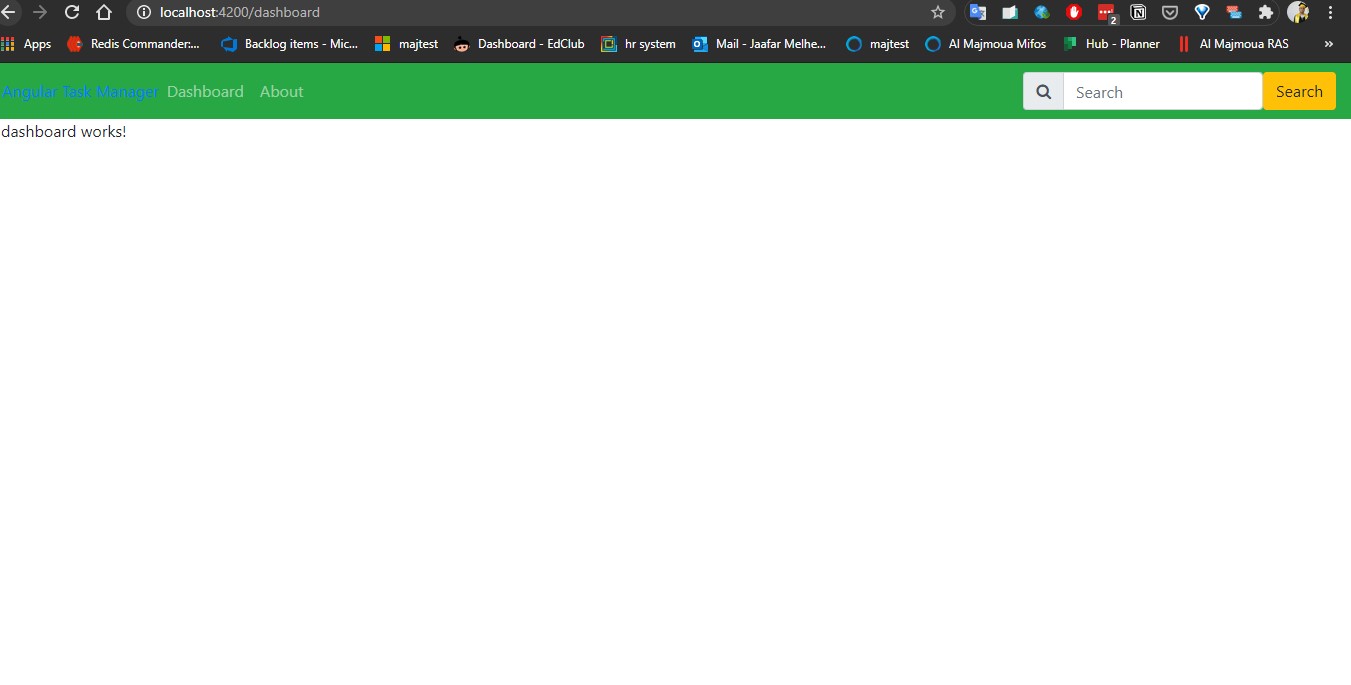 localhost:4200/dashboard
2
Apps Redis Commander:... Backlog items - Mic... majtest Dashboard - EdClub hr system Mail - Jaafar Melhe... majtest Al Majmoua Mifos Hub - Planner Al Majmoua RAS »
Angular Task Manager Dashboard About Search Search
dashboard works!